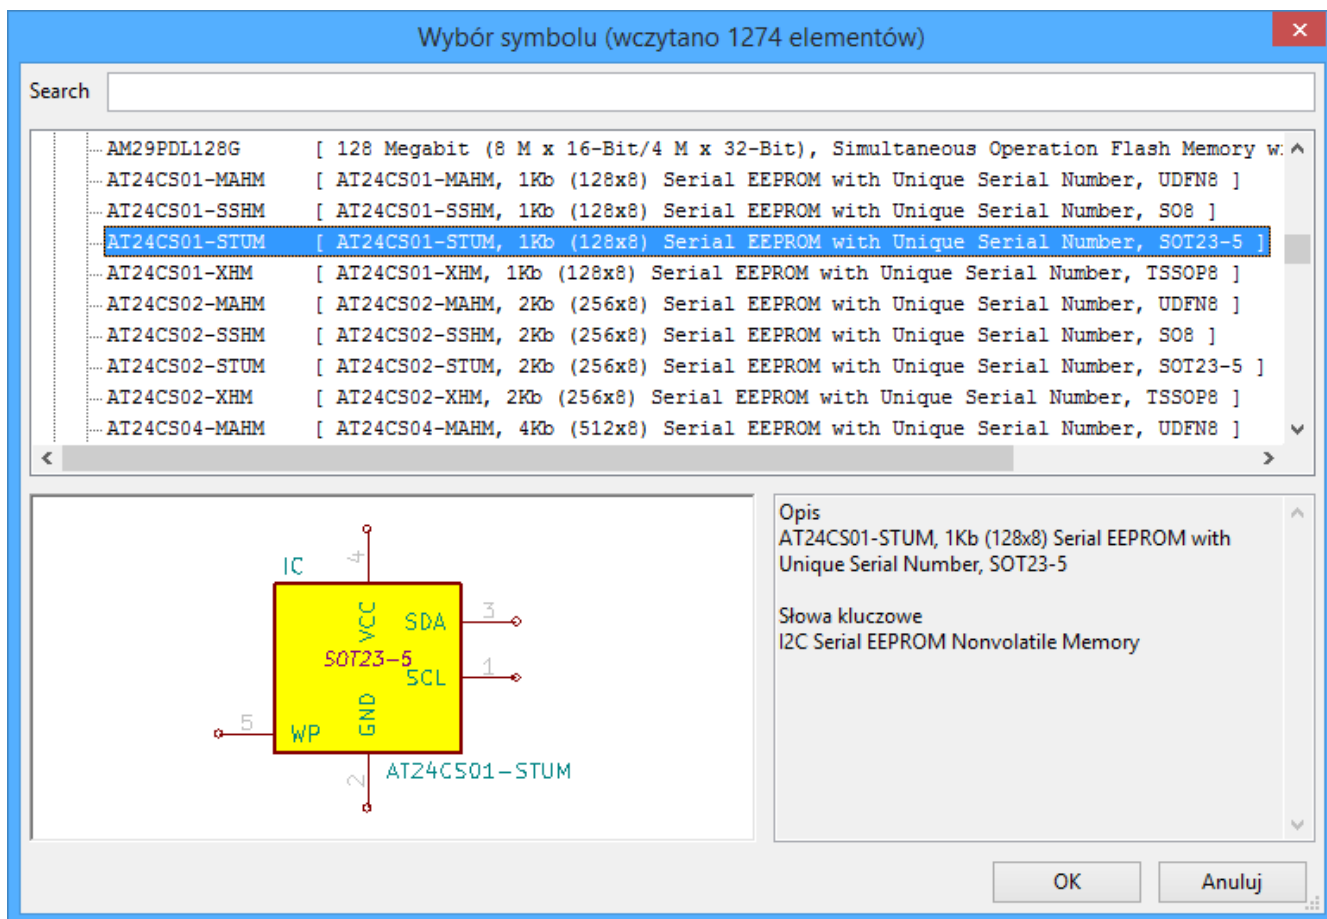 Wybór symbolu (wczytano 1274 elementów)
Search
AM29PDL128G [ 128 Megabit (8 M x 16-Bit/4 M x 32-Bit), Simultaneous Operation Flash Memory w
AT24CS01-MAHM [ AT24CS01-MAHM, 1Kb (128x8) Serial EEPROM with Unique Serial Number, UDFN8 ]
AT24CS01-SSHM [ AT24CS01-SSHM, 1Kb (128x8) Serial EEPROM with Unique Serial Number, SO8 ]
AT24CS01-STUM [ AT24CS01-STUM, 1Kb (128x8) Serial EEPROM with Unique Serial Number, SOT23-5 ]
AT24CS01-XHM [ AT24CS01-XHM, 1Kb (128x8) Serial EEPROM with Unique Serial Number, TSSOP8 ]
AT24CS02-MAHM [ AT24CS02-MAHM, 2Kb (256x8) Serial EEPROM with Unique Serial Number, UDFN8 ]
AT24CS02-SSHM [ AT24CS02-SSHM, 2Kb (256x8) Serial EEPROM with Unique Serial Number, SO8 ]
AT24CS02-STUM [ AT24CS02-STUM, 2Kb (256x8) Serial EEPROM with Unique Serial Number, SOT23-5 ]
AT24CS02-XHM [ AT24CS02-XHM, 2Kb (256x8) Serial EEPROM with Unique Serial Number, TSSOP8 ]
AT24CS04-MAHM [ AT24CS04-MAHM, 4Kb (512x8) Serial EEPROM with Unique Serial Number, UDFN8 ]
IC
4
VCC
SDA
3
SOT23-5
SCL
1
GND
5
WP
2
AT24CS01-STUM
Opis
AT24CS01-STUM, 1Kb (128x8) Serial EEPROM with
Unique Serial Number, SOT23-5
Słowa kluczowe
I2C Serial EEPROM Nonvolatile Memory
OK
Anuluj